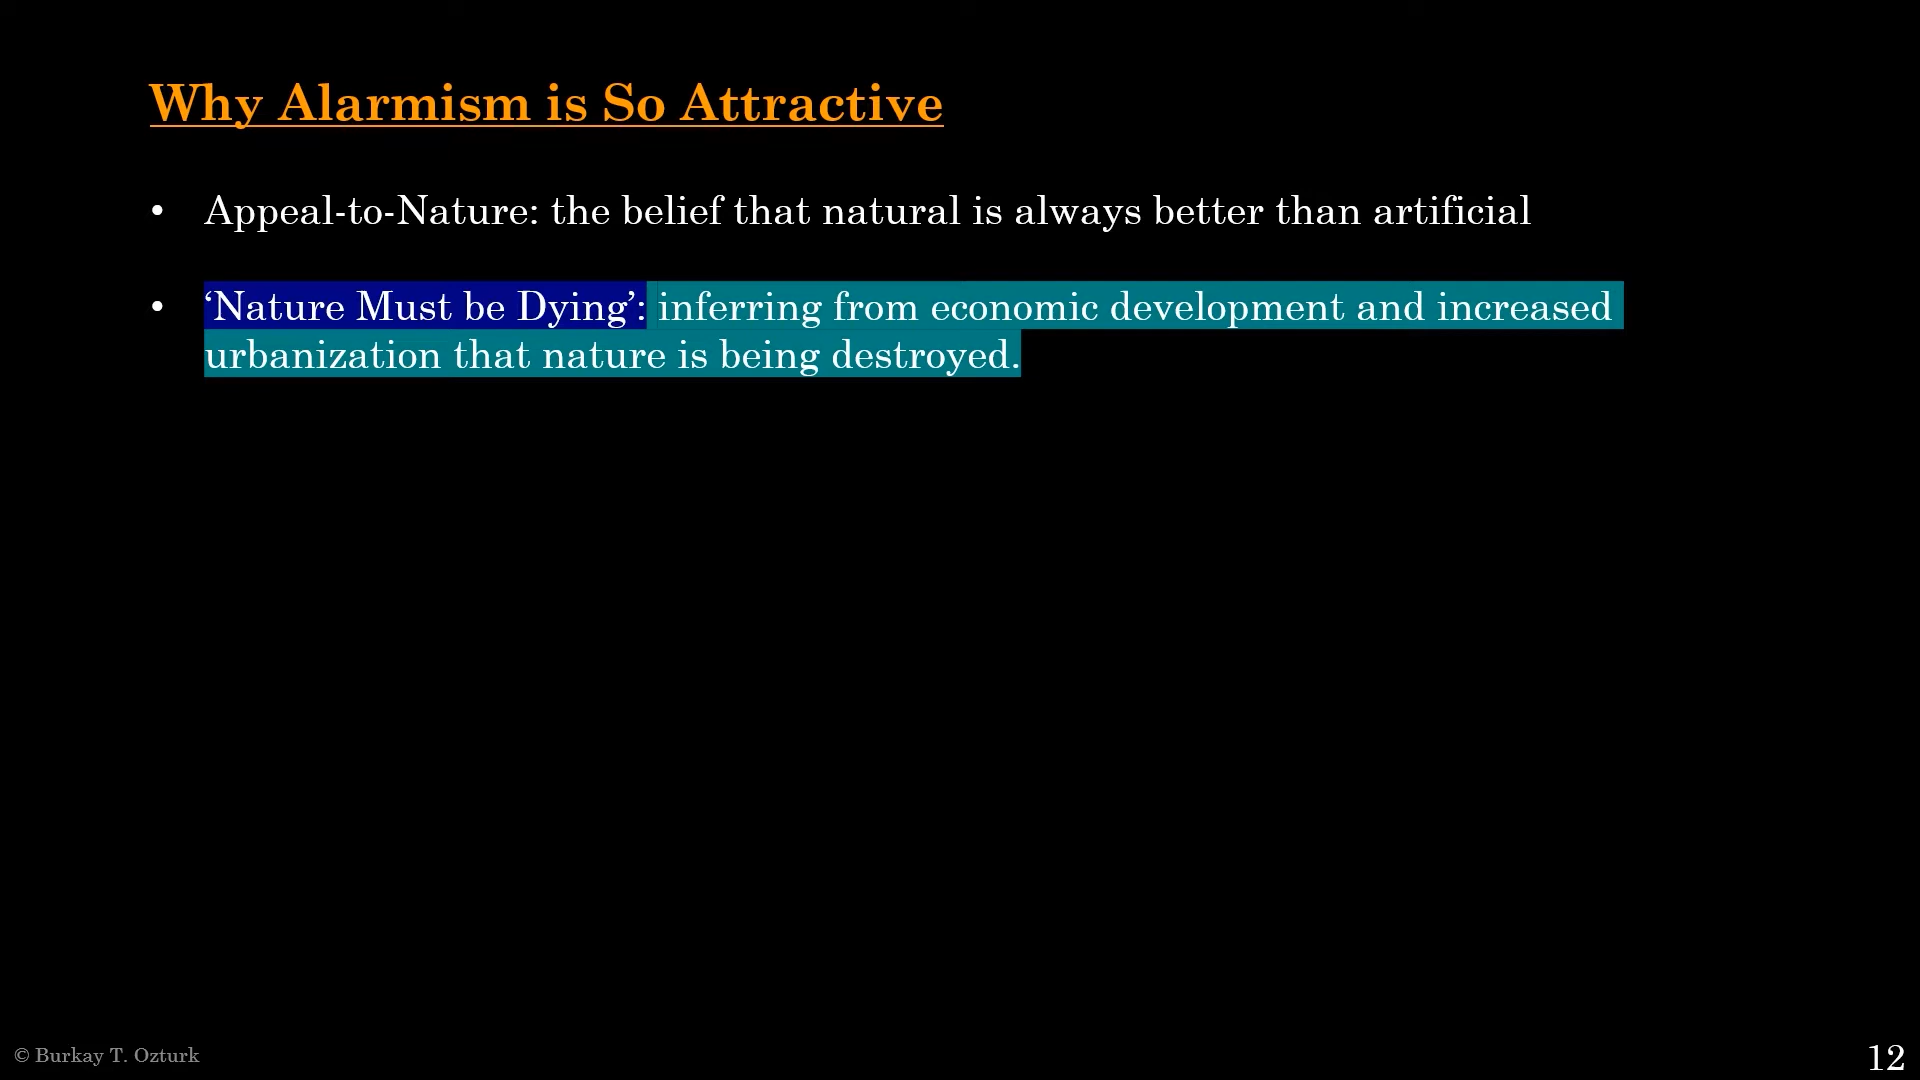 Why Alarmism is So Attractive
• Appeal-to-Nature: the belief that natural is always better than artificial
• ‘Nature Must be Dying’: inferring from economic development and increased
urbanization that nature is being destroyed.
© Burkay T. Ozturk
12